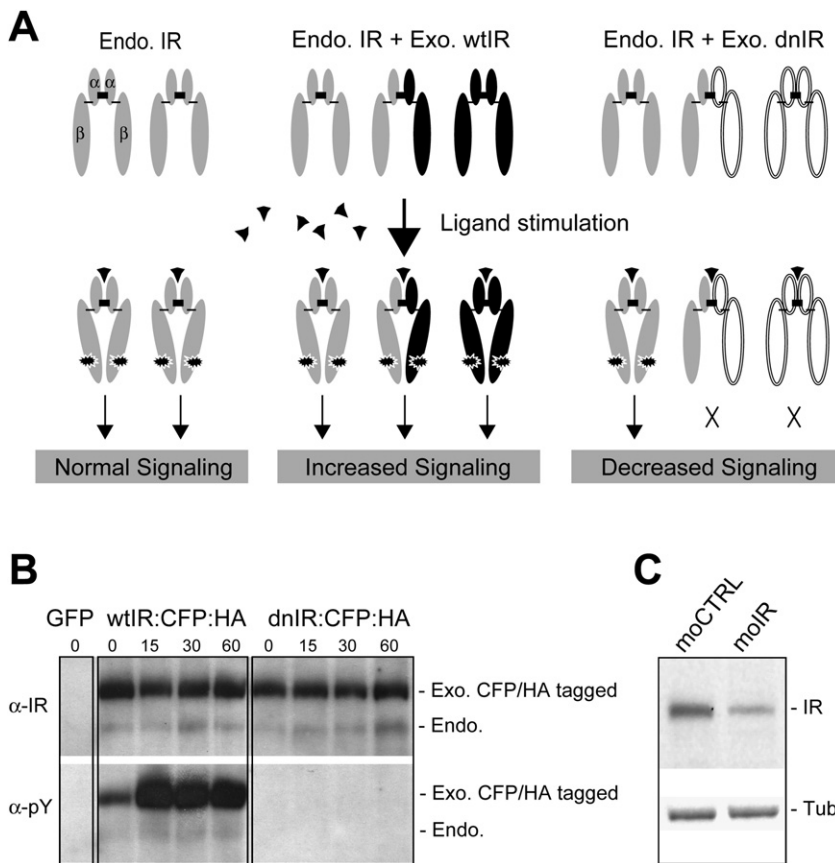 A
Endo. IR
Endo. IR + Exo. wtIR
Endo. IR + Exo. dnIR
α α
β β
Ligand stimulation
X X
Normal Signaling
Increased Signaling
Decreased Signaling
B
GFP wtIR:CFP:HA dnIR:CFP:HA
0 0 15 30 60 0 15 30 60
α-IR
- Exo. CFP/HA tagged
- Endo.
α-pY
- Exo. CFP/HA tagged
- Endo.
C
moCTRL
moIR
- IR
- Tub